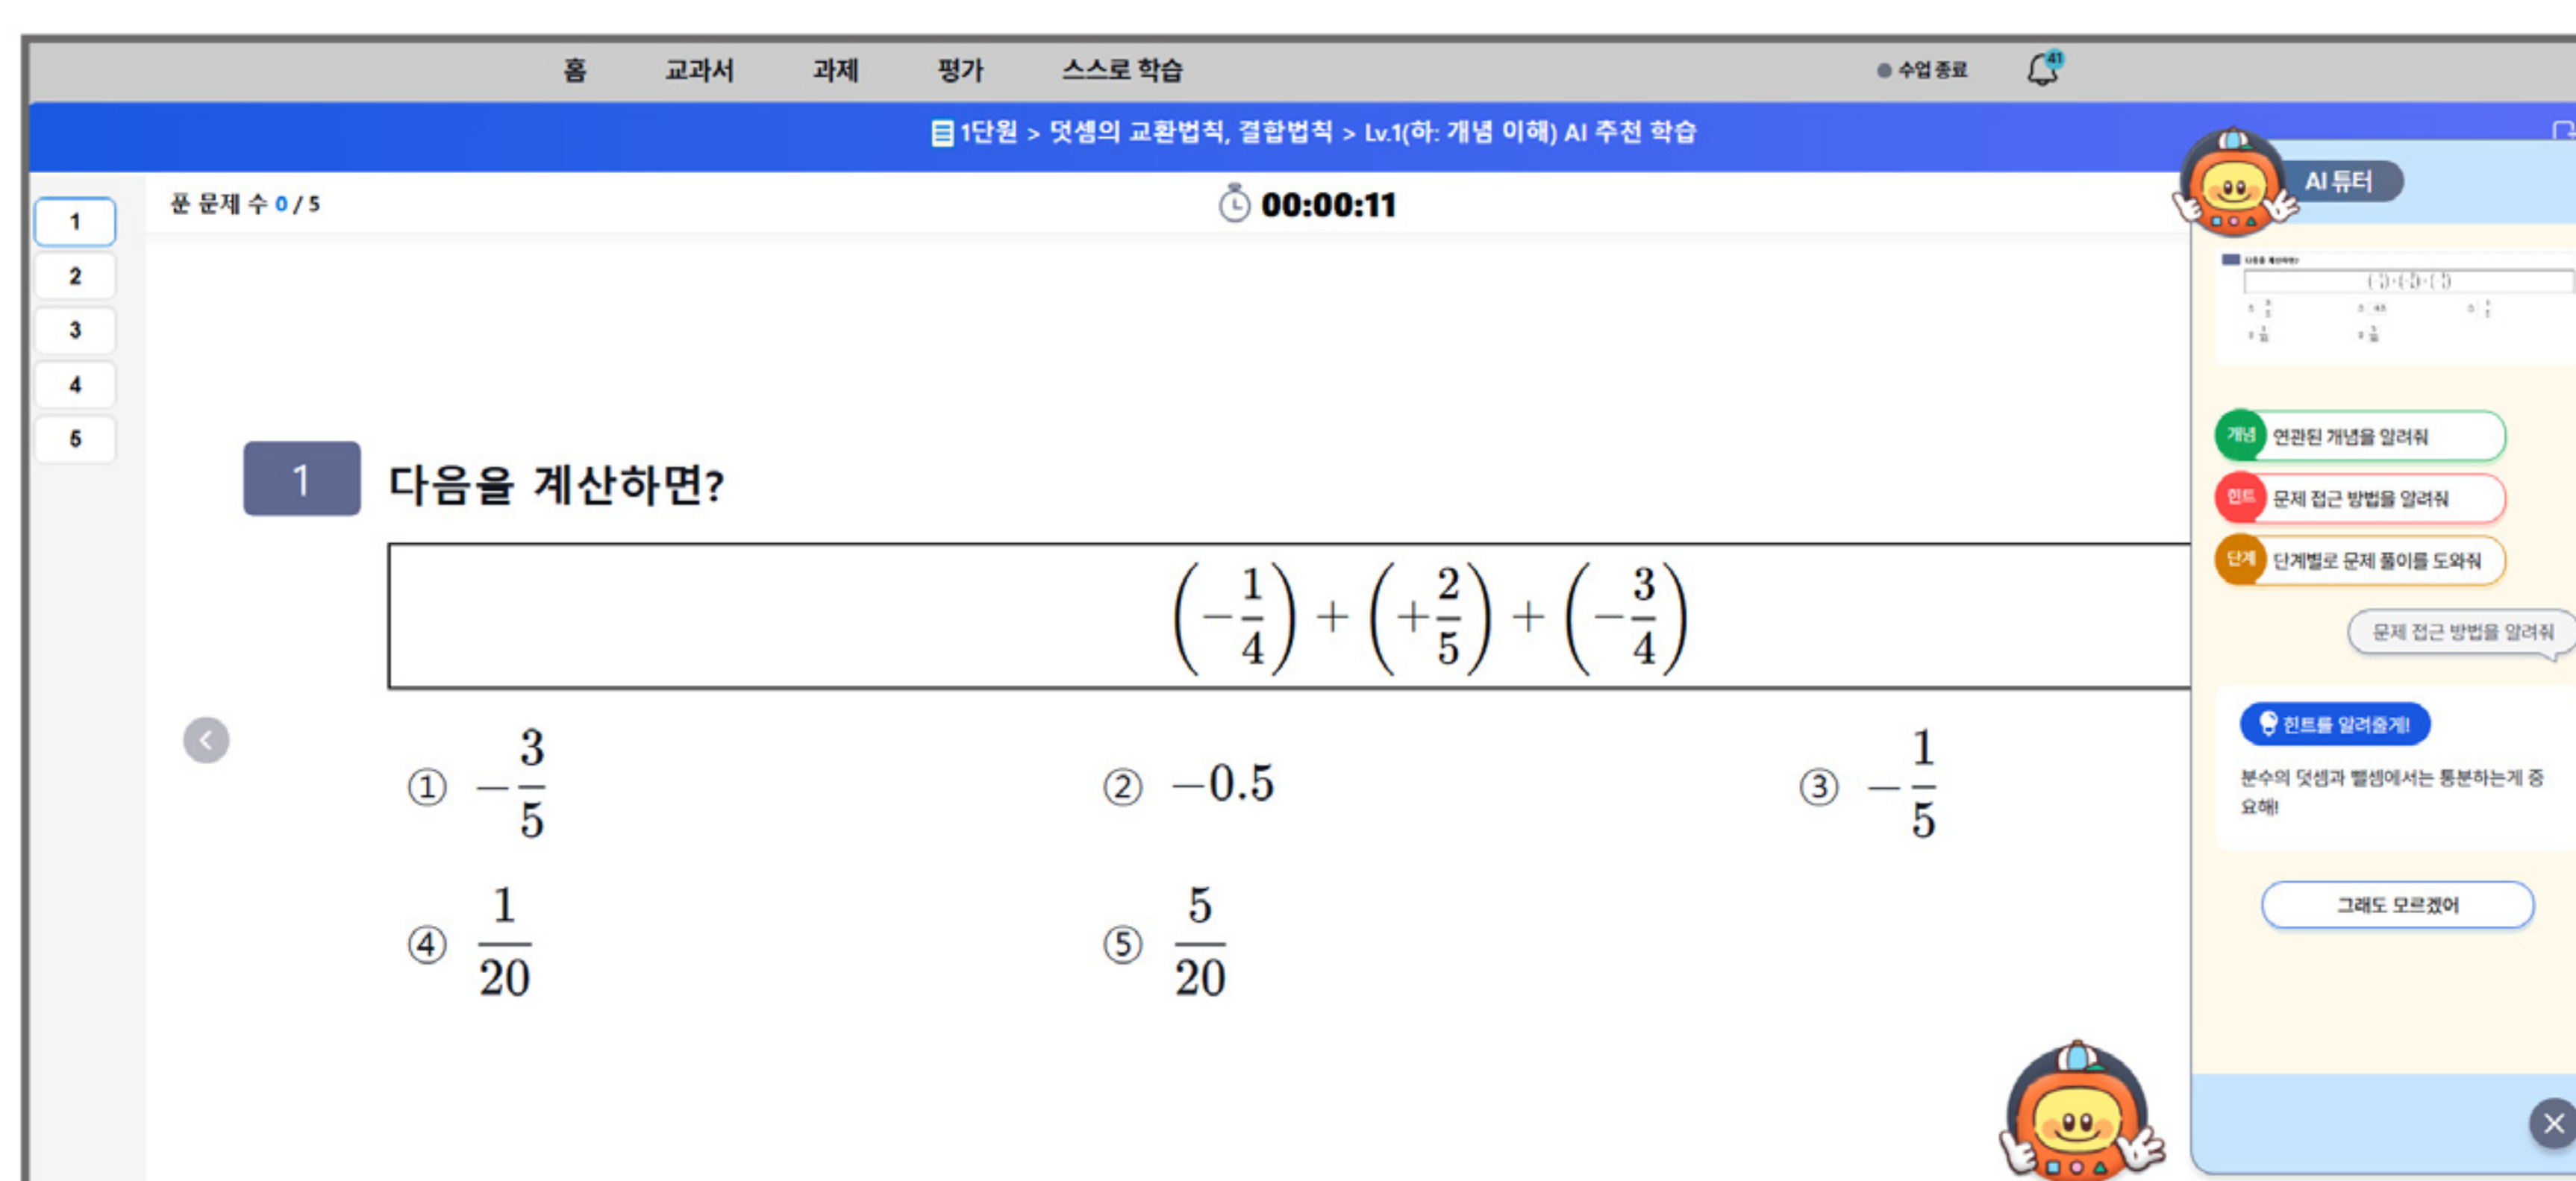 홈 교과서 과제 평가 스스로 학습 수업 종료 41
1단원 > 덧셈의 교환법칙, 결합법칙 > Lv.1(하: 개념 이해) AI 추천 학습
푼 문제 수 0 / 5
00:00:11
1
2
3
4
5
1 다음을 계산하면?
(-1/4) + (+2/5) + (-3/4)
① -3/5 ② -0.5 ③ -1/5
④ 1/20 ⑤ 5/20
AI 튜터
다음을 계산하면?
개념 연관된 개념을 알려줘
힌트 문제 접근 방법을 알려줘
단계 단계별로 문제 풀이를 도와줘
문제 접근 방법을 알려줘
힌트를 알려줄게!
분수의 덧셈과 뺄셈에서는 통분하는게 중
요해!
그래도 모르겠어